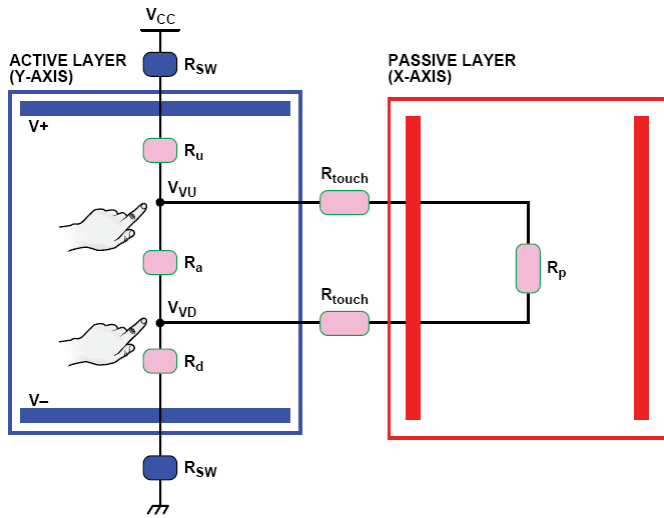 VCC
ACTIVE LAYER
(Y-AXIS)
RSW
PASSIVE LAYER
(X-AXIS)
V+
Ru
Rtouch
VVU
Ra
Rp
Rtouch
VVD
Rd
V–
RSW